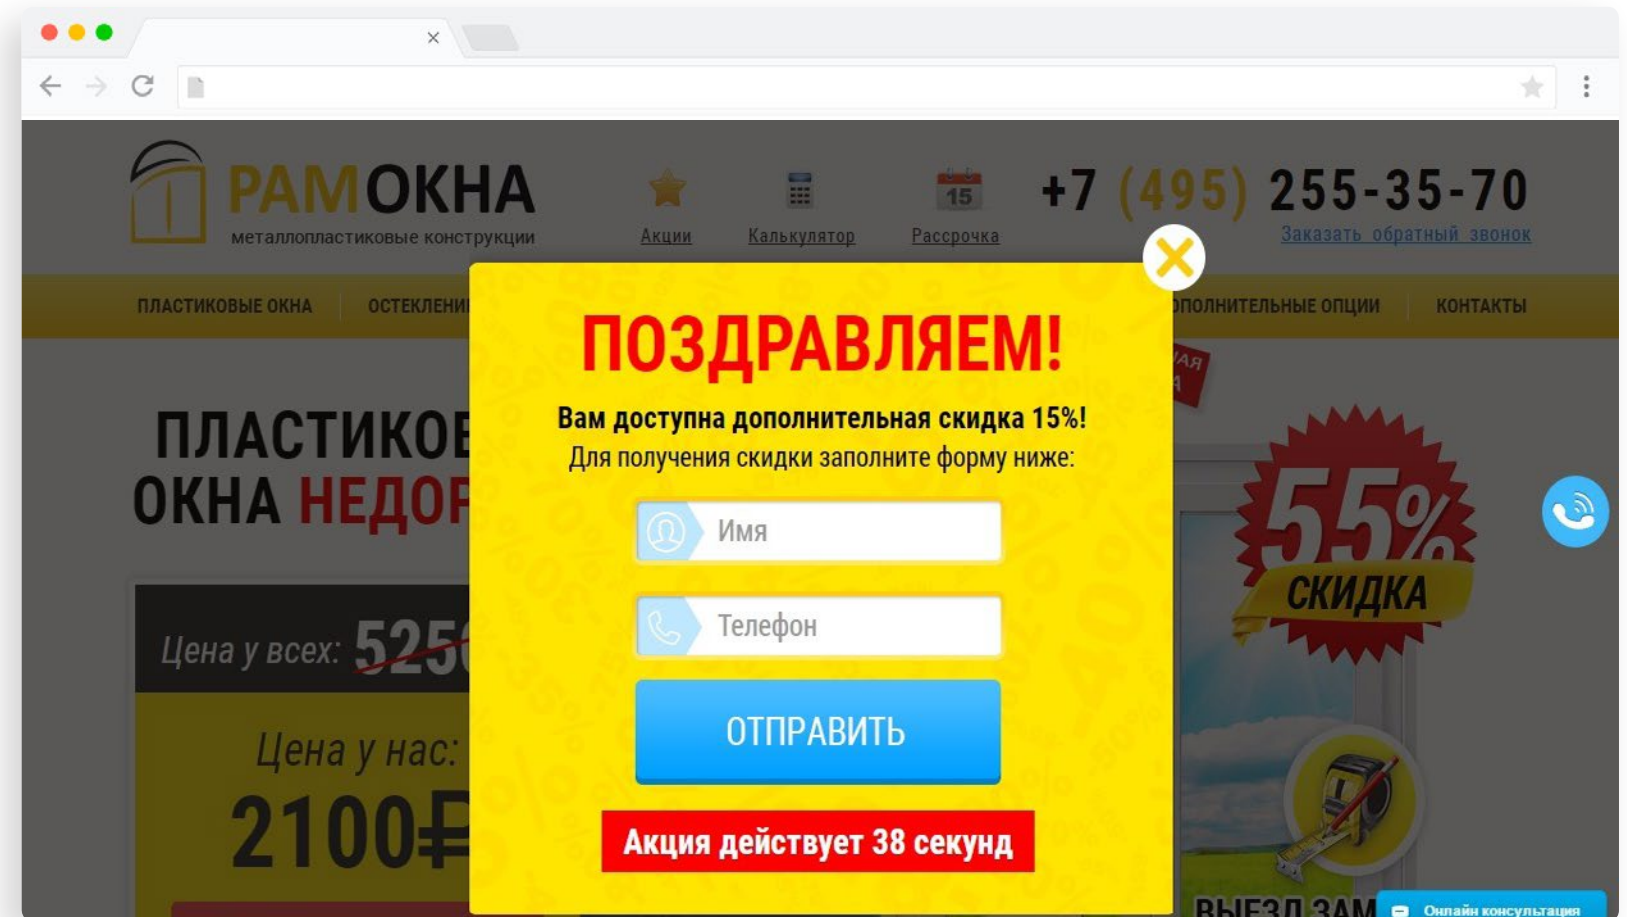 РАМОКНА
металлопластиковые конструкции
Акции
Калькулятор
15
Рассрочка
+7 (495) 255-35-70
Заказать обратный звонок
ПЛАСТИКОВЫЕ ОКНА
КОНТАКТЫ
ОПЦИИ
ОКНА
Цена у всех:
Цена у нас:
2100₽
ПОЗДРАВЛЯЕМ!
Вам доступна дополнительная скидка 15%!
Для получения скидки заполните форму ниже:
Имя
Телефон
ОТПРАВИТЬ
Акция действует 38 секунд
55%
СКИДКА
ВЫЕЗД
Онлайн консультация